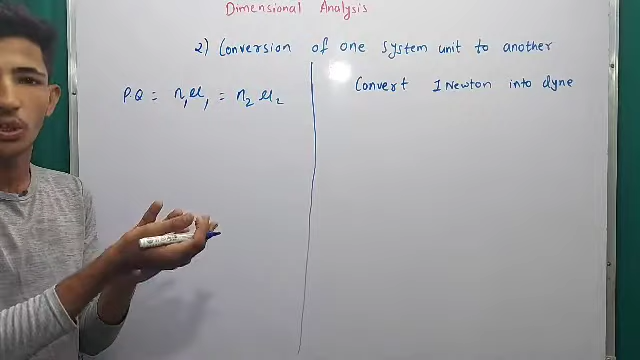 Dimensional Analysis
2) Conversion of one system unit to another
PQ = n₁u₁ = n₂u₂
Convert 1 Newton into dyne